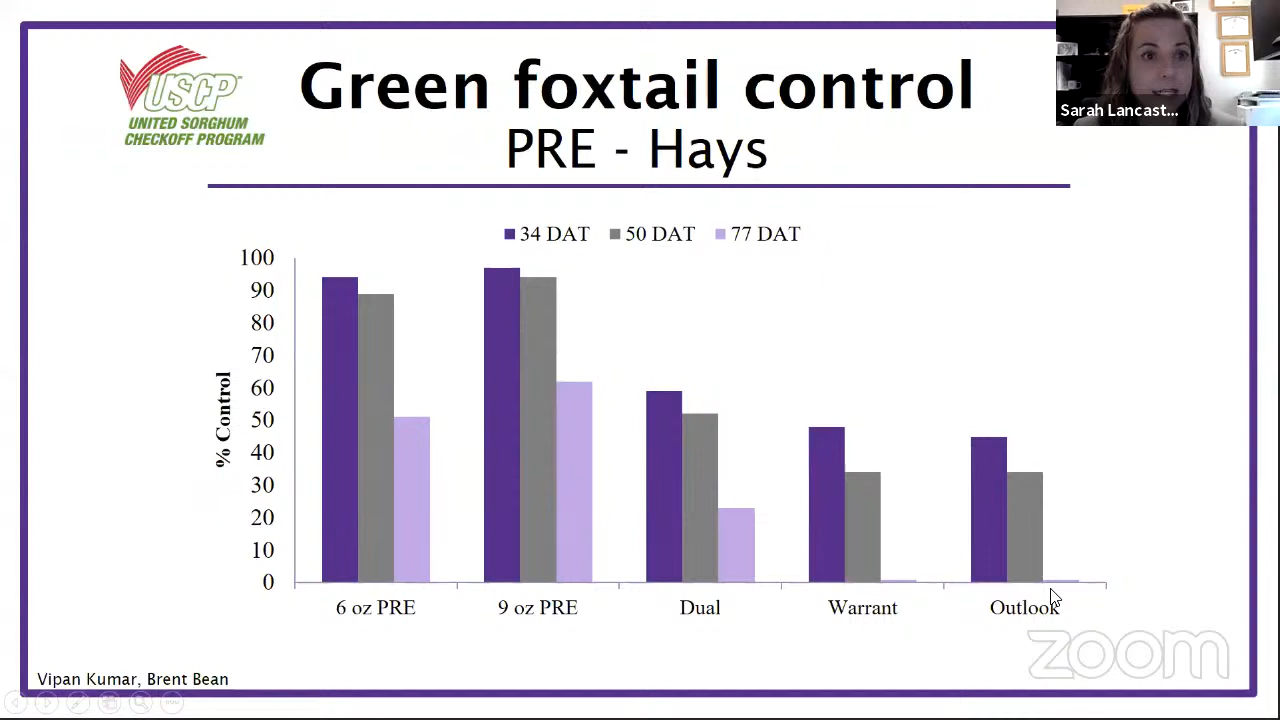 USCP
UNITED SORGHUM
CHECKOFF PROGRAM
Green foxtail control
PRE - Hays
Sarah Lancast...
34 DAT 50 DAT 77 DAT
100
90
80
70
60
50
40
30
20
10
0
% Control
6 oz PRE 9 oz PRE Dual Warrant Outlook
zoom
Vipan Kumar, Brent Bean